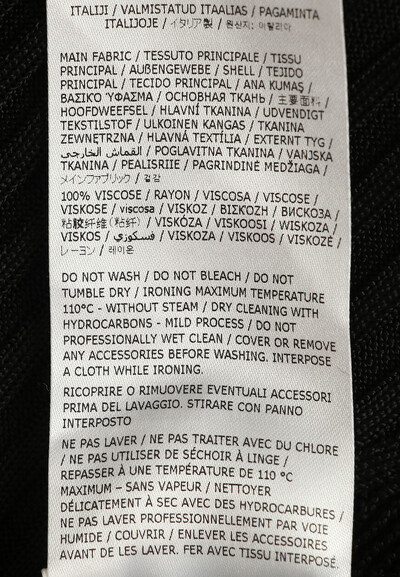 ITALIJI / VALMISTATUD ITAALIAS / PAGAMINTA
ITALIJOJE / イタリア製 / 원산지: 이탈리아
MAIN FABRIC / TESSUTO PRINCIPALE / TISSU
PRINCIPAL / AUßENGEWEBE / SHELL / TEJIDO
PRINCIPAL / TECIDO PRINCIPAL / ANA KUMAŞ /
ΒΑΣΙΚΌ ΎΦΑΣΜΑ / ОСНОВНАЯ ТКАНЬ / 主要面料 /
HOOFDWEEFSEL / HLAVNÍ TKANINA / UDVENDIGT
TEKSTILSTOF / ULKOINEN KANGAS / TKANINA
ZEWNĘTRZNA / HLAVNÁ TEXTÍLIA / EXTERNT TYG /
القماش الخارجي / POGLAVITNA TKANINA / VANJSKA
TKANINA / PEALISRIIE / PAGRINDINĖ MEDŽIAGA /
メインファブリック / 겉감
100% VISCOSE / RAYON / VISCOSA / VISCOSE /
VISKOSE / viscosa / VISKOZ / ΒΙΣΚΌΖΗ / ВИСКОЗА /
粘胶纤维(粘纤) / VISKÓZA / VISKOOSI / WISKOZA /
VISKOS / فسكوزي / VISKOZA / VISKOOS / VISKOZĖ /
レーヨン / 레이온
DO NOT WASH / DO NOT BLEACH / DO NOT
TUMBLE DRY / IRONING MAXIMUM TEMPERATURE
110°C - WITHOUT STEAM / DRY CLEANING WITH
HYDROCARBONS - MILD PROCESS / DO NOT
PROFESSIONALLY WET CLEAN / COVER OR REMOVE
ANY ACCESSORIES BEFORE WASHING. INTERPOSE
A CLOTH WHILE IRONING.
RICOPRIRE O RIMUOVERE EVENTUALI ACCESSORI
PRIMA DEL LAVAGGIO. STIRARE CON PANNO
INTERPOSTO
NE PAS LAVER / NE PAS TRAITER AVEC DU CHLORE
/ NE PAS UTILISER DE SÉCHOIR À LINGE /
REPASSER À UNE TEMPÉRATURE DE 110 °C
MAXIMUM – SANS VAPEUR / NETTOYER
DÉLICATEMENT À SEC AVEC DES HYDROCARBURES /
NE PAS LAVER PROFESSIONNELLEMENT PAR VOIE
HUMIDE / COUVRIR / ENLEVER LES ACCESSOIRES
AVANT DE LES LAVER. FER AVEC TISSU INTERPOSÉ.